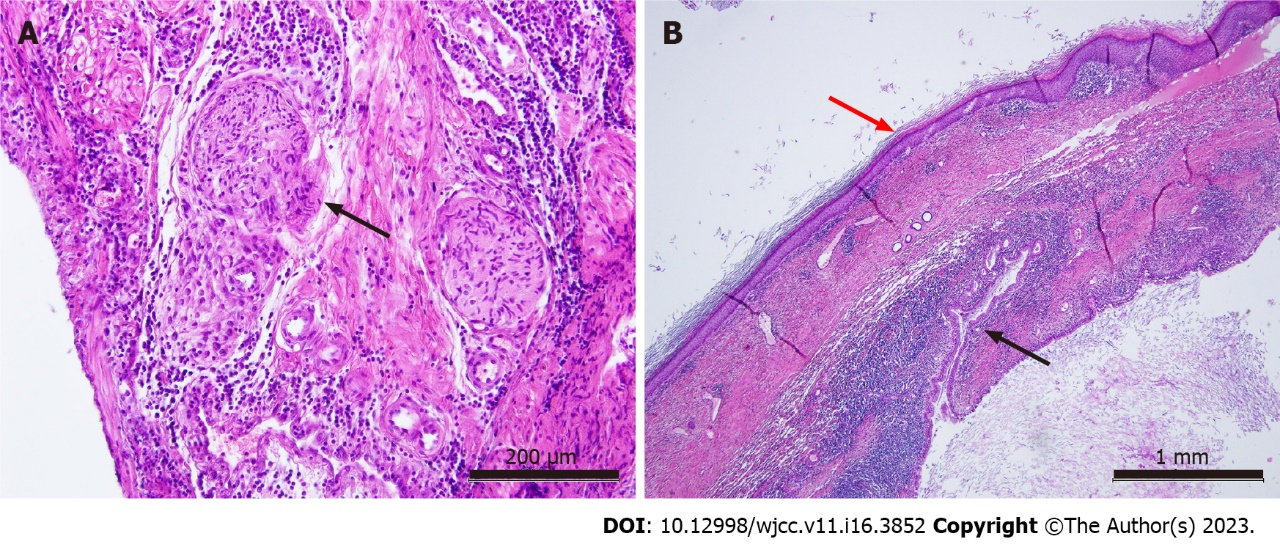 A
B
200 μm
1 mm
DOI: 10.12998/wjcc.v11.i16.3852 Copyright ©The Author(s) 2023.